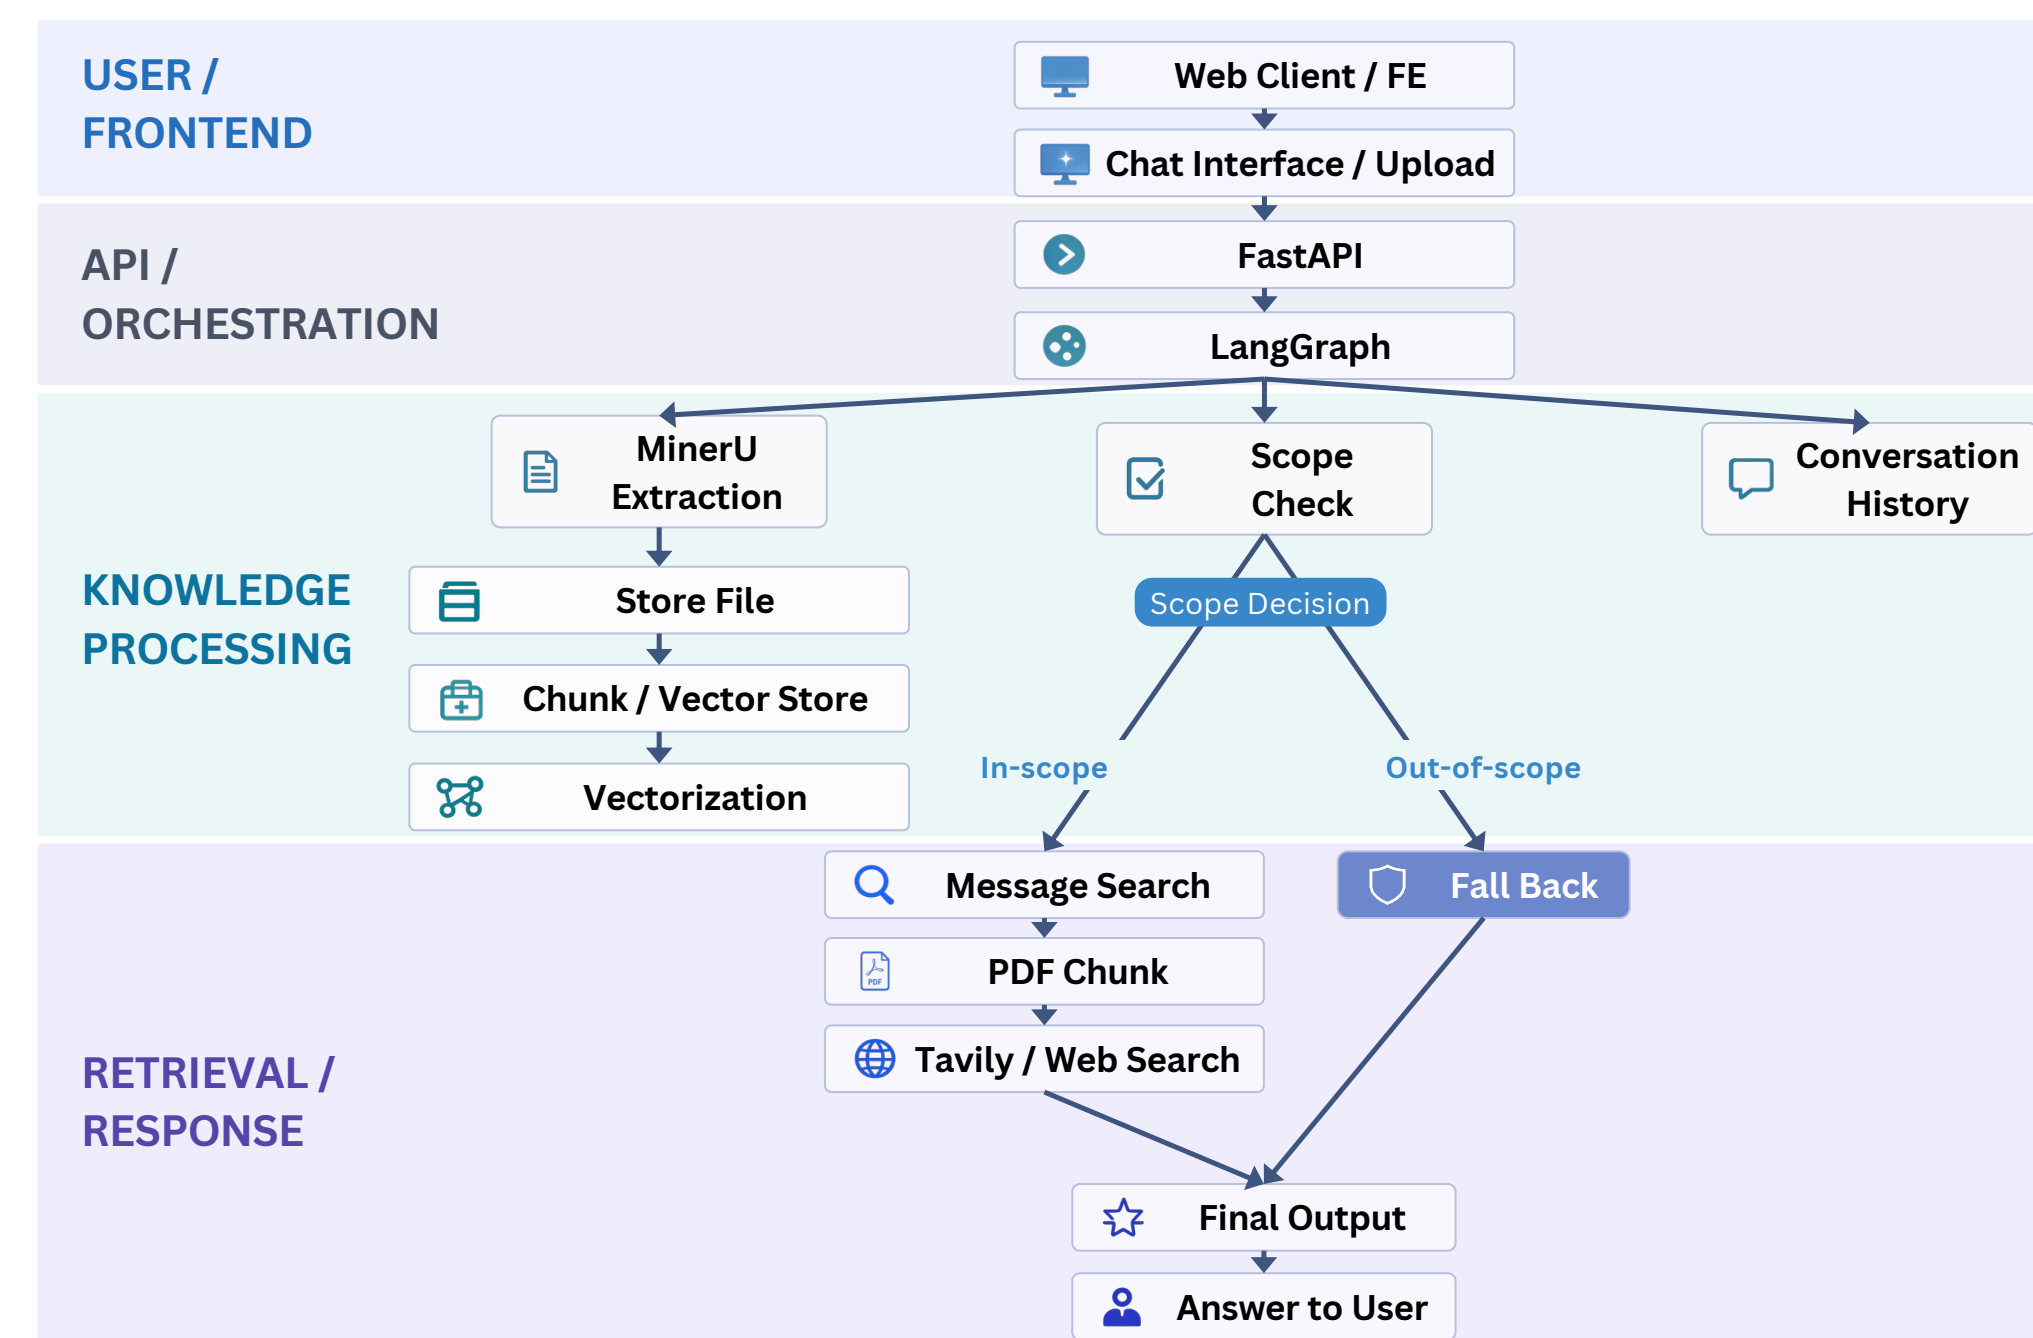 USER /
FRONTEND
Web Client / FE
Chat Interface / Upload
API /
ORCHESTRATION
FastAPI
LangGraph
KNOWLEDGE
PROCESSING
MinerU
Extraction
Store File
Chunk / Vector Store
Vectorization
Scope
Check
Scope Decision
In-scope
Out-of-scope
Conversation
History
RETRIEVAL /
RESPONSE
Message Search
PDF
PDF Chunk
Tavily / Web Search
Fall Back
Final Output
Answer to User